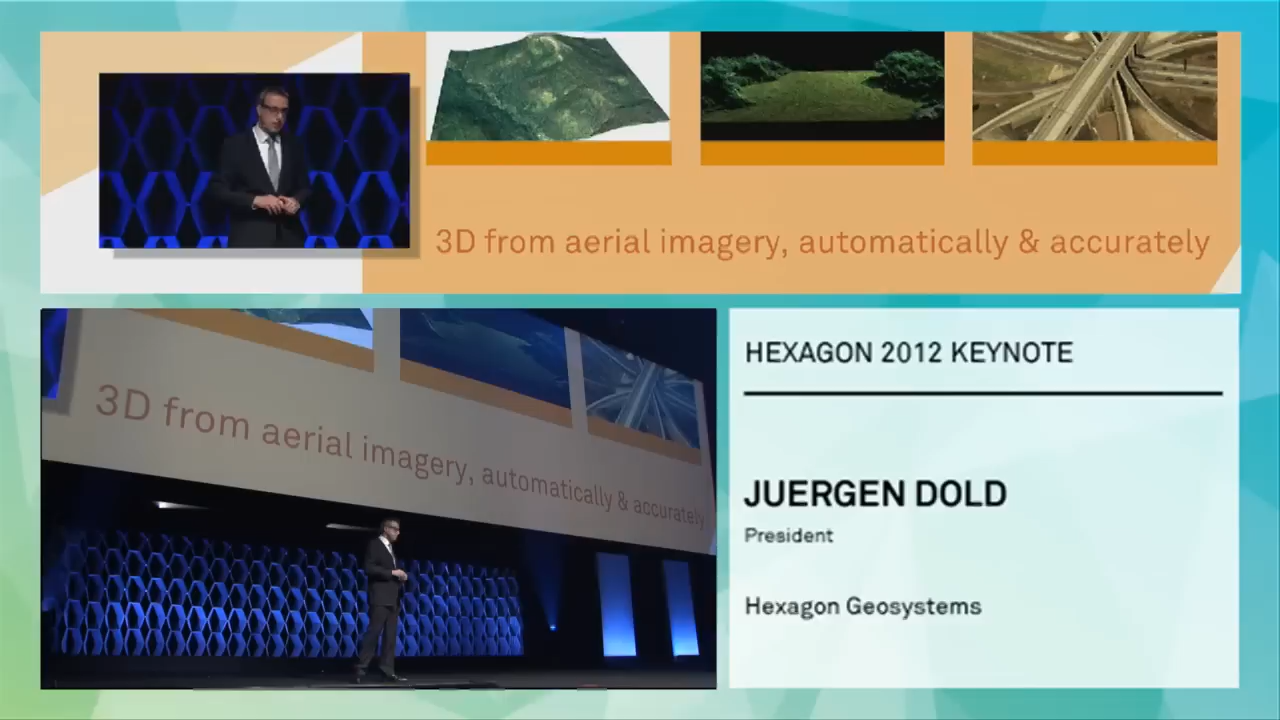 3D from aerial imagery, automatically & accurately
3D from aerial imagery, automatically & accurately
HEXAGON 2012 KEYNOTE
JUERGEN DOLD
President
Hexagon Geosystems